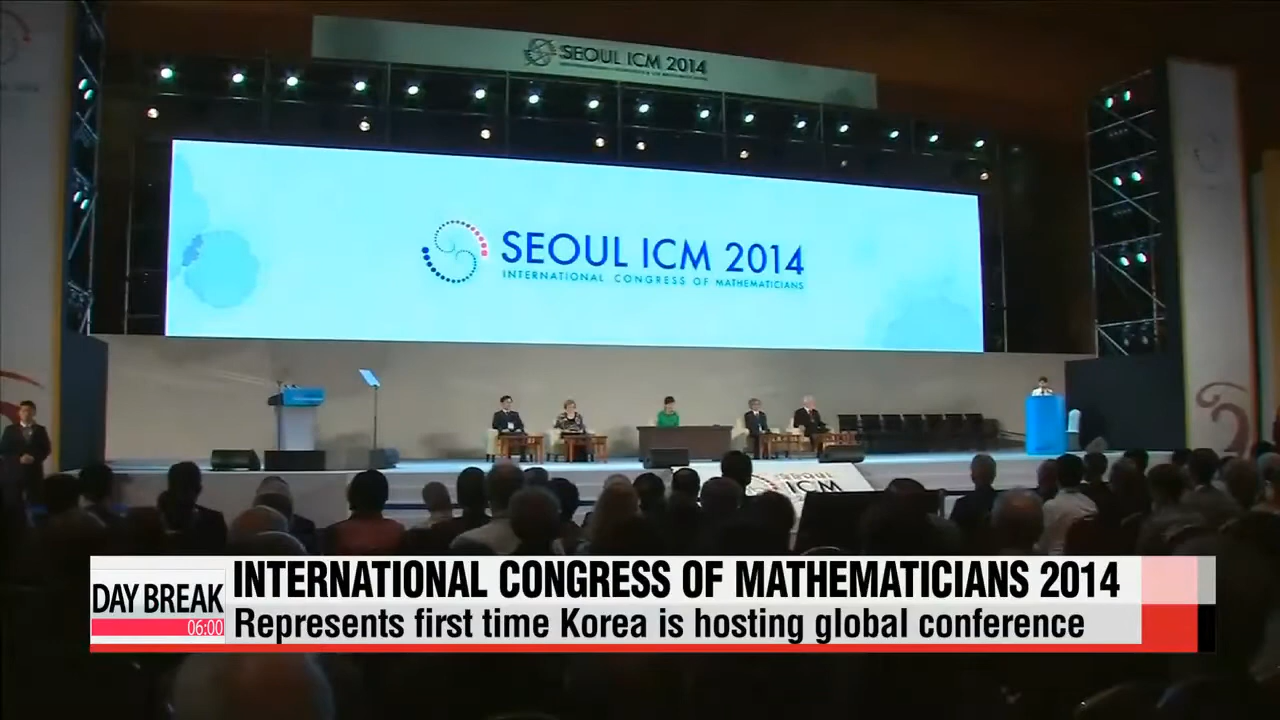 SEOUL ICM 2014
SEOUL ICM 2014
INTERNATIONAL CONGRESS OF MATHEMATICIANS
ICM
DAY BREAK
06:00
INTERNATIONAL CONGRESS OF MATHEMATICIANS 2014
Represents first time Korea is hosting global conference